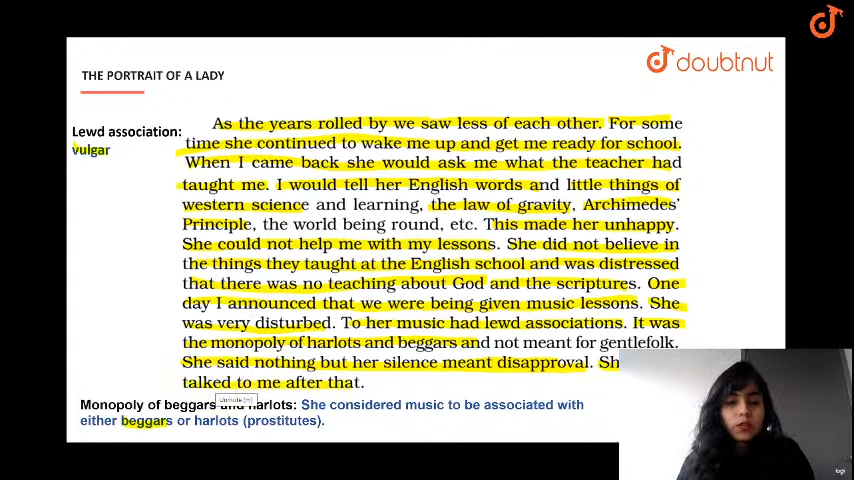 doubtnut
THE PORTRAIT OF A LADY
Lewd association:
vulgar
As the years rolled by we saw less of each other. For some
time she continued to wake me up and get me ready for school.
When I came back she would ask me what the teacher had
taught me. I would tell her English words and little things of
western science and learning, the law of gravity, Archimedes'
Principle, the world being round, etc. This made her unhappy.
She could not help me with my lessons. She did not believe in
the things they taught at the English school and was distressed
that there was no teaching about God and the scriptures. One
day I announced that we were being given music lessons. She
was very disturbed. To her music had lewd associations. It was
the monopoly of harlots and beggars and not meant for gentlefolk.
She said nothing but her silence meant disapproval.
talked to me after that.
Unmute (m)
Monopoly of beggars and harlots: She considered music to be associated with
either beggars or harlots (prostitutes).
logi